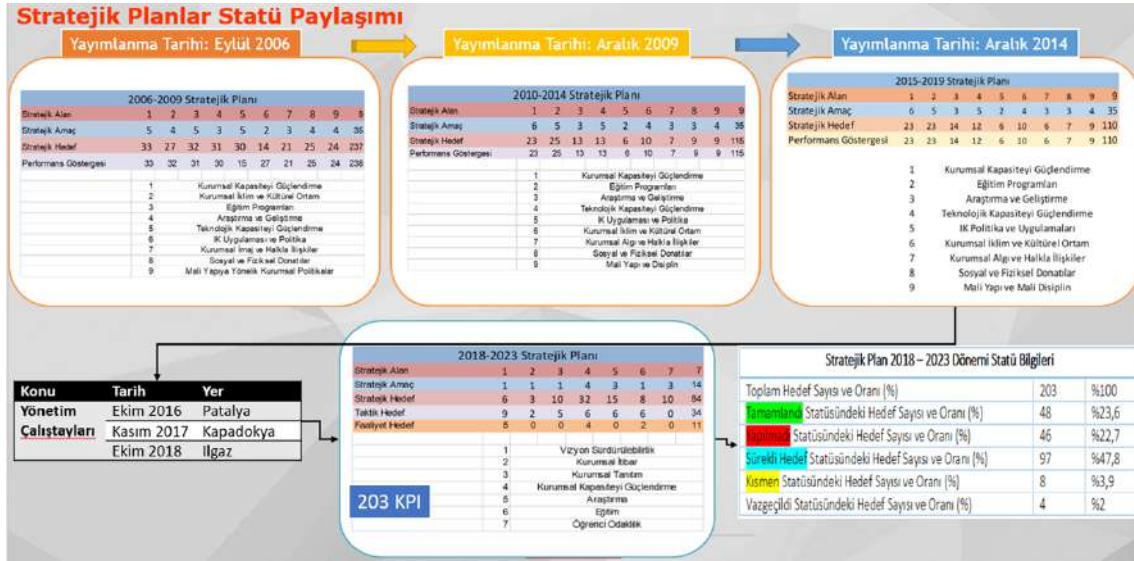 Stratejik Planlar Statü Paylaşımı
Yayımlanma Tarihi: Eylül 2006
Yayımlanma Tarihi: Aralık 2009
Yayımlanma Tarihi: Aralık 2014
2006-2009 Stratejik Planı
Stratejik Alan 1 2 3 4 5 6 7 8 9 9
Stratejik Amaç 5 4 5 3 5 2 3 4 4 35
Stratejik Hedef 33 27 32 31 30 14 21 25 24 237
Performans Göstergesi 33 32 31 30 15 27 21 25 24 238
1 Kurumsal Kapasiteyi Güçlendirme
2 Kurumsal İklim ve Kültürel Ortam
3 Eğitim Programları
4 Araştırma ve Geliştirme
5 Teknolojik Kapasiteyi Güçlendirme
6 IK Uygulaması ve Politika
7 Kurumsal İmaj ve Halkla İlişkiler
8 Sosyal ve Fiziksel Donatılar
9 Mali Yapıya Yönelik Kurumsal Politikalar
2010-2014 Stratejik Planı
Stratejik Alan 1 2 3 4 5 6 7 8 9 9
Stratejik Amaç 6 5 3 5 2 4 3 3 4 35
Stratejik Hedef 23 25 13 13 6 10 7 9 9 115
Performans Göstergesi 23 25 13 13 6 10 7 9 9 115
1 Kurumsal Kapasiteyi Güçlendirme
2 Eğitim Programları
3 Araştırma ve Geliştirme
4 Teknolojik Kapasiteyi Güçlendirme
5 IK Uygulaması ve Politika
6 Kurumsal İklim ve Kültürel Ortam
7 Kurumsal Algı ve Halkla İlişkiler
8 Sosyal ve Fiziksel Donatılar
9 Mali Yapı ve Disiplin
2015-2019 Stratejik Planı
Stratejik Alan 1 2 3 4 5 6 7 8 9 9
Stratejik Amaç 6 5 3 5 2 4 3 3 4 35
Stratejik Hedef 23 23 14 12 6 10 6 7 9 110
Performans Göstergesi 23 23 14 12 6 10 6 7 9 110
1 Kurumsal Kapasiteyi Güçlendirme
2 Eğitim Programları
3 Araştırma ve Geliştirme
4 Teknolojik Kapasiteyi Güçlendirme
5 IK Politika ve Uygulamaları
6 Kurumsal İklim ve Kültürel Ortam
7 Kurumsal Algı ve Halkla İlişkiler
8 Sosyal ve Fiziksel Donatılar
9 Mali Yapı ve Mali Disiplin
Konu Tarih Yer
Yönetim Ekim 2016 Patalya
Çalıştayları Kasım 2017 Kapadokya
Ekim 2018 Ilgaz
2018-2023 Stratejik Planı
Stratejik Alan 1 2 3 4 5 6 7 7
Stratejik Amaç 1 1 1 4 3 1 3 14
Stratejik Hedef 6 3 10 32 15 8 10 84
Taktik Hedef 9 2 5 6 6 6 0 34
Faaliyet Hedef 5 0 0 4 0 2 0 11
1 Vizyon Sürdürülebilirlik
2 Kurumsal İtibar
3 Kurumsal Tanıtım
4 Kurumsal Kapasiteyi Güçlendirme
5 Araştırma
6 Eğitim
7 Öğrenci Odaklılık
203 KPI
Stratejik Plan 2018 – 2023 Dönemi Statü Bilgileri
Toplam Hedef Sayısı ve Oranı (%) 203 %100
Tamamlandı Statüsündeki Hedef Sayısı ve Oranı (%) 48 %23,6
Yapılmadı Statüsündeki Hedef Sayısı ve Oranı (%) 46 %22,7
Sürekli Hedef Statüsündeki Hedef Sayısı ve Oranı (%) 97 %47,8
Kısmen Statüsündeki Hedef Sayısı ve Oranı (%) 8 %3,9
Vazgeçildi Statüsündeki Hedef Sayısı ve Oranı (%) 4 %2